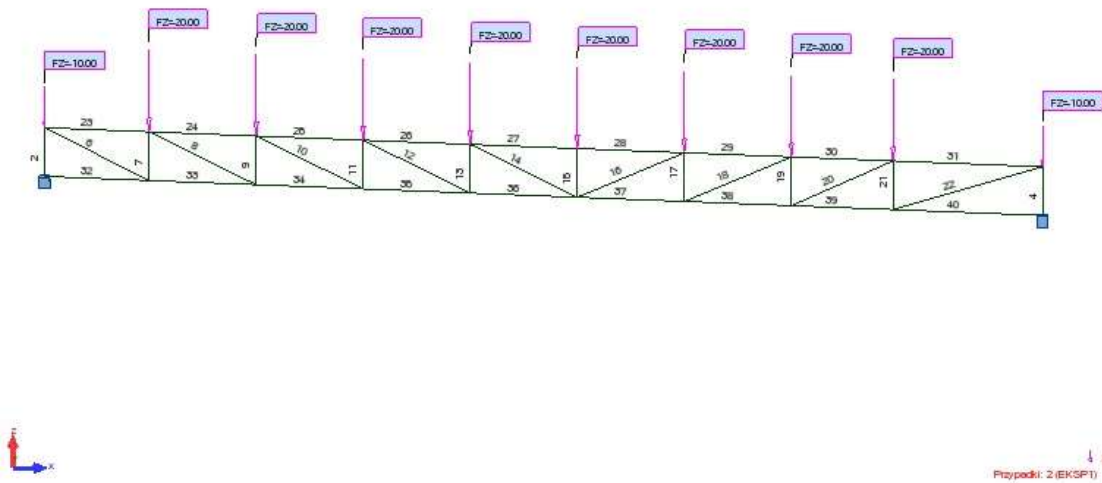 FZ=-20.00
FZ=-20.00 FZ=-20.00 FZ=-20.00 FZ=-20.00 FZ=-20.00 FZ=-20.00 FZ=-20.00
FZ=-10.00
FZ=-10.00
23 24 25 26 27 28 29 30 31
2 6 7 8 9 10 11 12 13 14 15 16 17 18 19 20 21 22 4
32 33 34 35 36 37 38 39 40
x
Przypadki: 2 (EKSP1)